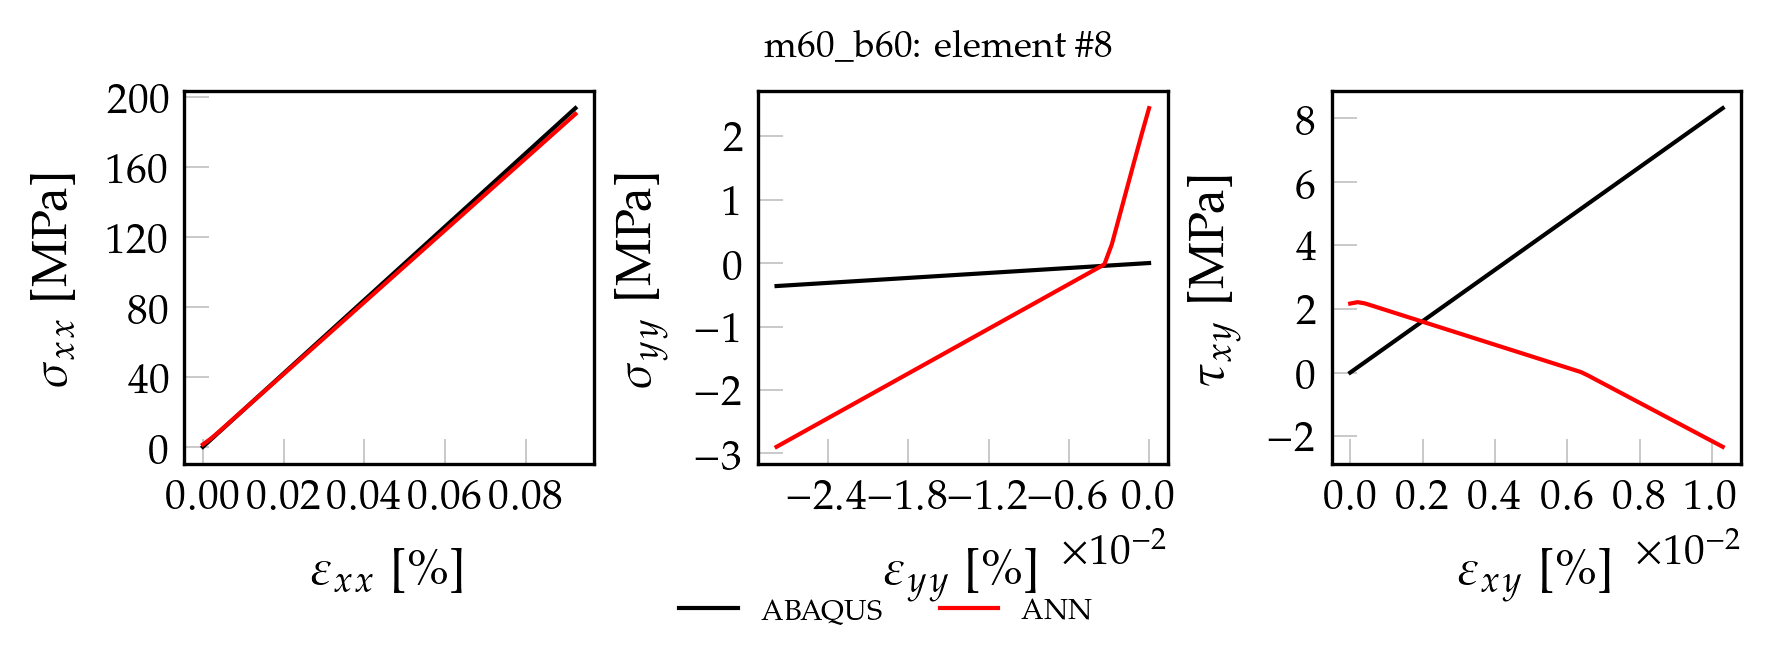 m60_b60: element #8
200
160
120
80
40
0
σxx [MPa]
0.00 0.02 0.04 0.06 0.08
εxx [%]
2
1
0
−1
−2
−3
σyy [MPa]
−2.4 −1.8 −1.2 −0.6 0.0
×10−2
εyy [%]
8
6
4
2
0
−2
τxy [MPa]
0.0 0.2 0.4 0.6 0.8 1.0
×10−2
εxy [%]
ABAQUS ANN